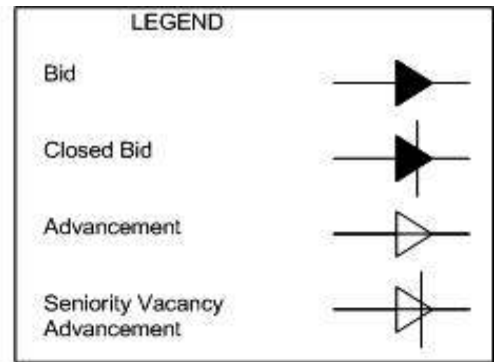 LEGEND
Bid
Closed Bid
Advancement
Seniority Vacancy
Advancement